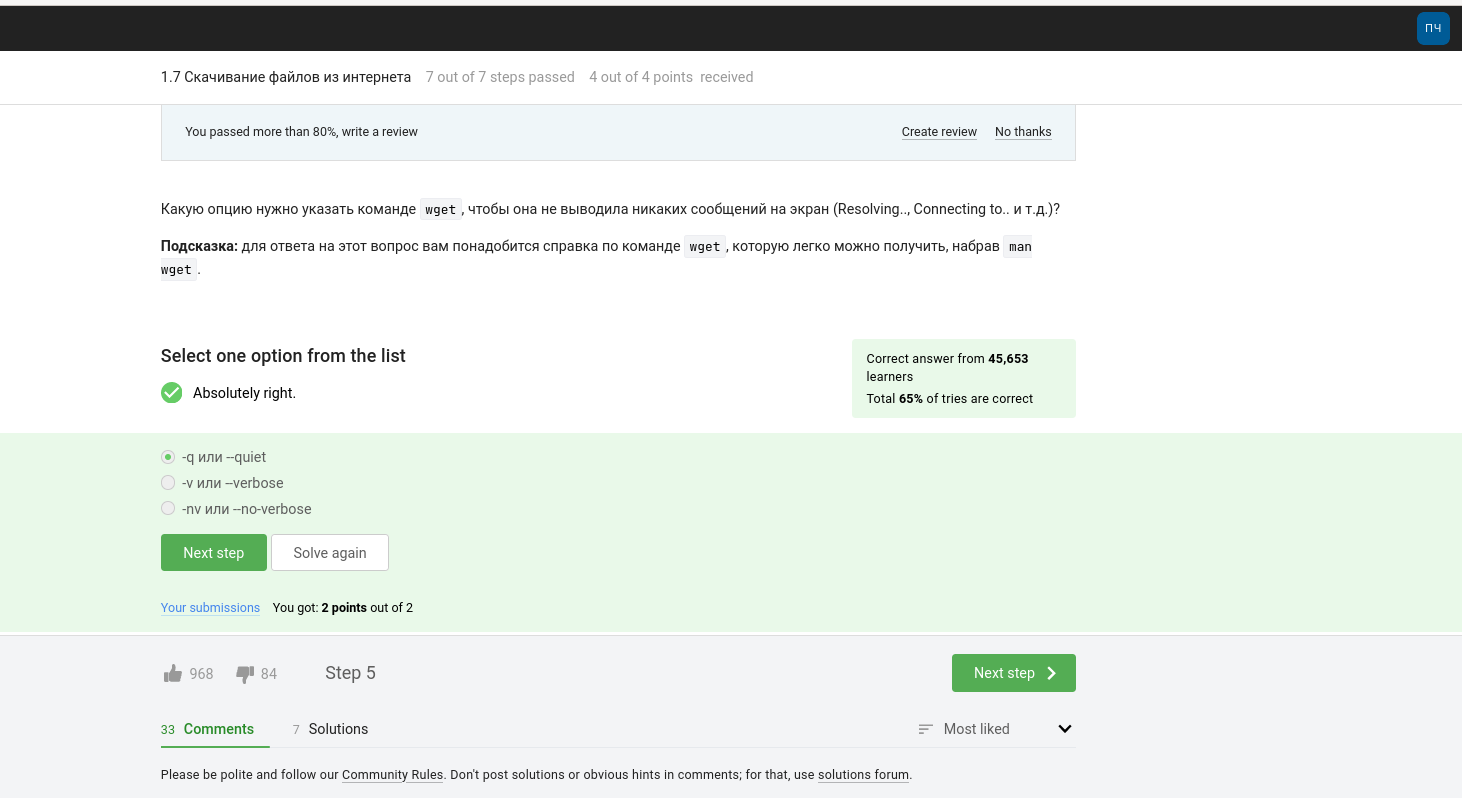 ПЧ
1.7 Скачивание файлов из интернета 7 out of 7 steps passed 4 out of 4 points received
You passed more than 80%, write a review Create review No thanks
Какую опцию нужно указать команде wget, чтобы она не выводила никаких сообщений на экран (Resolving.., Connecting to.. и т.д.)?
Подсказка: для ответа на этот вопрос вам понадобится справка по команде wget, которую легко можно получить, набрав man
wget.
Select one option from the list
Absolutely right.
Correct answer from 45,653
learners
Total 65% of tries are correct
-q или --quiet
-v или --verbose
-nv или --no-verbose
Next step Solve again
Your submissions You got: 2 points out of 2
968 84 Step 5 Next step
33 Comments 7 Solutions Most liked
Please be polite and follow our Community Rules. Don't post solutions or obvious hints in comments; for that, use solutions forum.